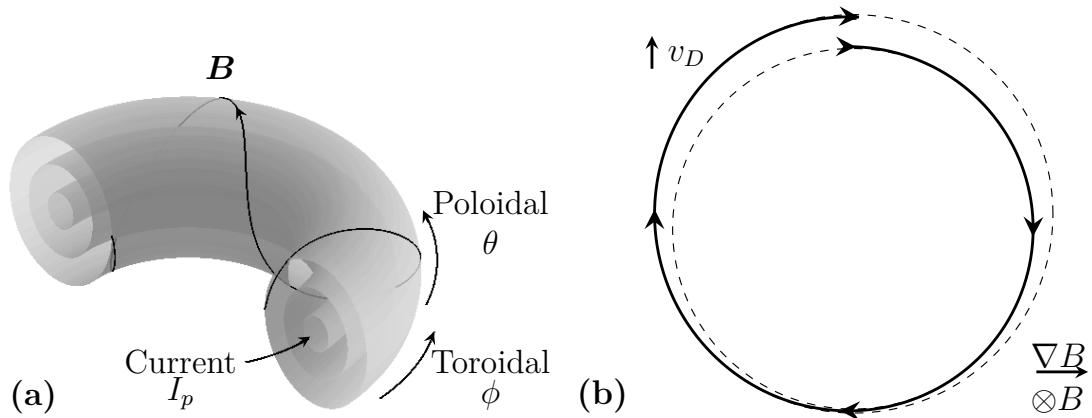 B
Poloidal
θ
Current
I_p
Toroidal
ϕ
(a)
v_D
∇B
⊗B
(b)